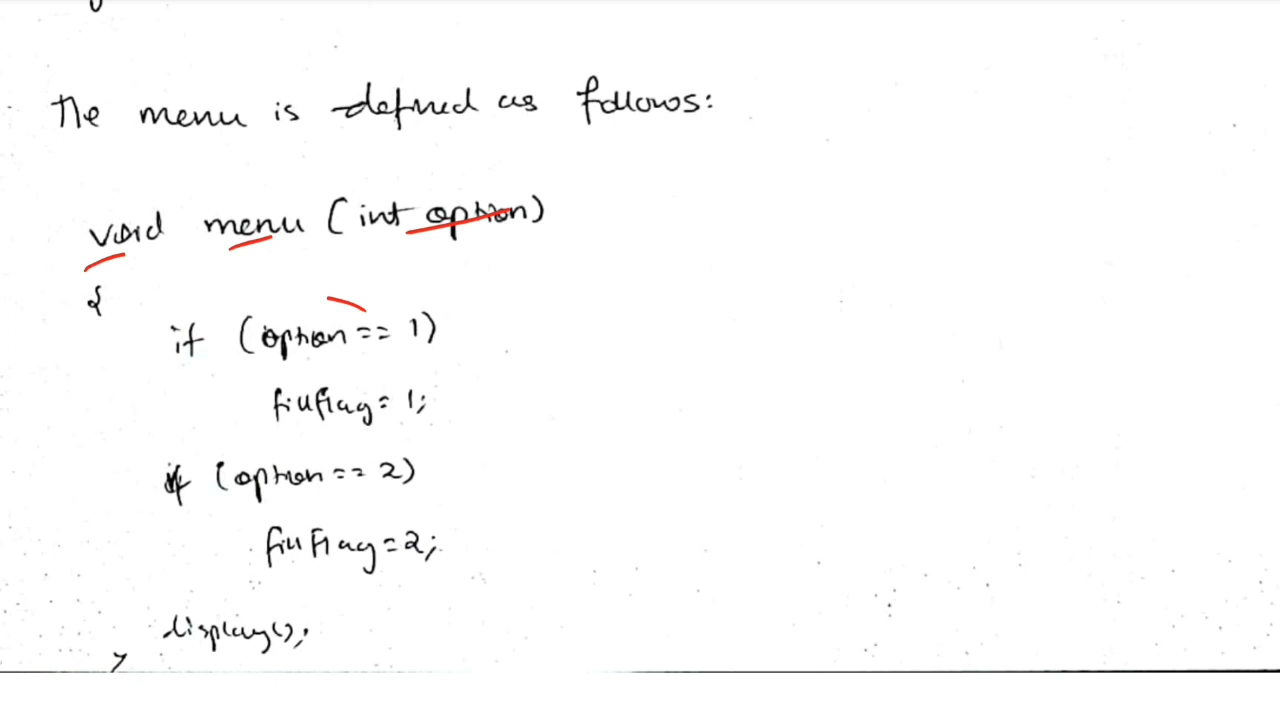 The menu is defined as follows:
void menu (int option)
{
if (option == 1)
fillflag = 1;
if (option == 2)
fillflag = 2;
display();
}